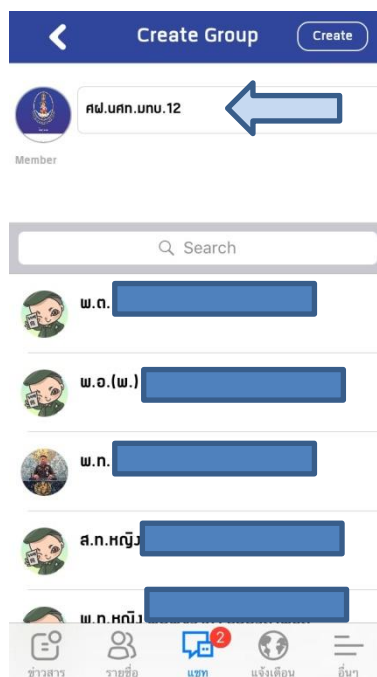 Create Group
Create
ศฝ.นศท.มทบ.12
Member
Search
พ.ต.
พ.อ.(พ.)
พ.ท.
ส.ท.หญิง
พ.ท.หญิง
2
ข่าวสาร
รายชื่อ
แชท
แจ้งเตือน
อื่นๆ